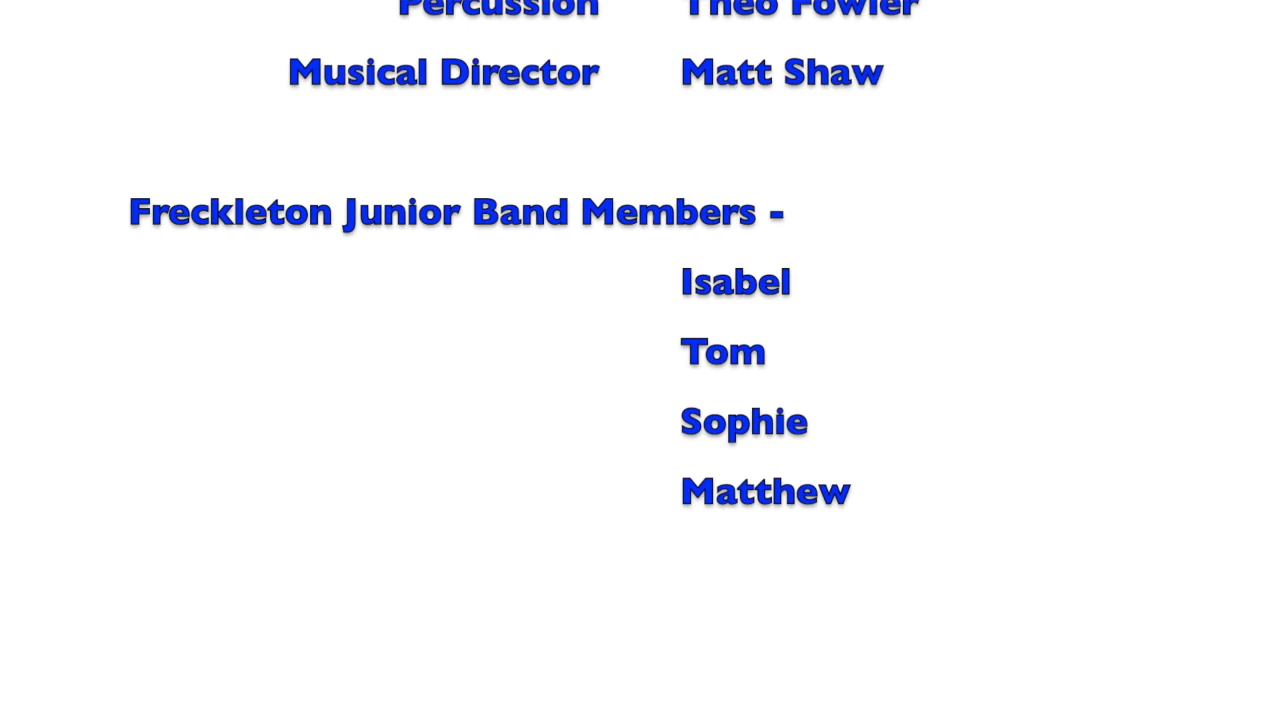 Percussion Theo Fowler
Musical Director Matt Shaw
Freckleton Junior Band Members -
Isabel
Tom
Sophie
Matthew